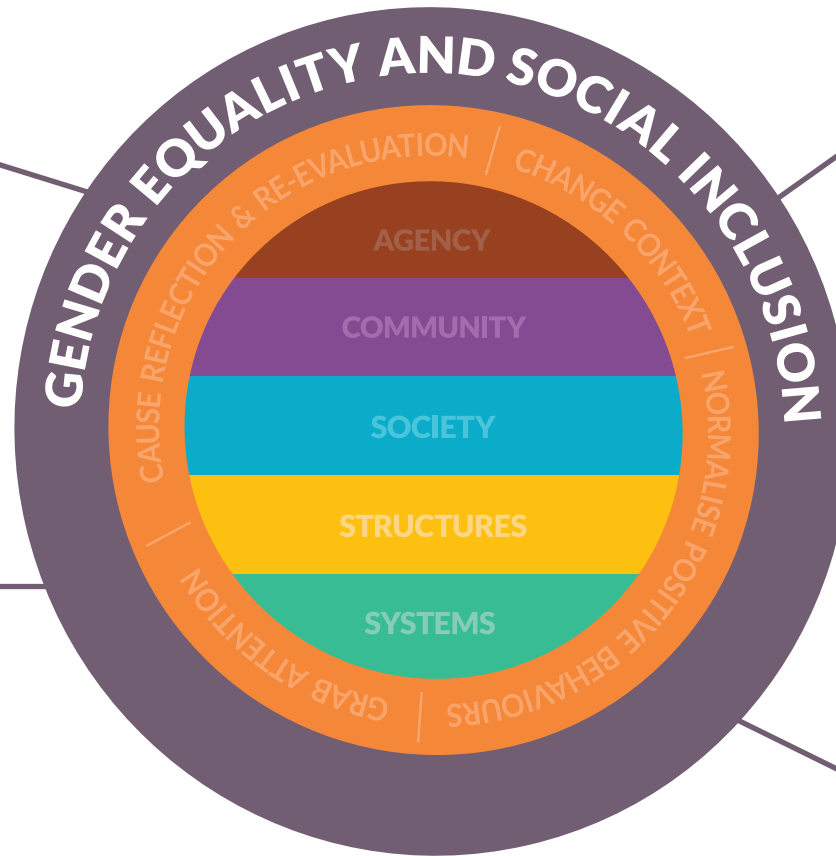 GENDER EQUALITY AND SOCIAL INCLUSION
CAUSE REFLECTION & RE-EVALUATION
CHANGE CONTEXT
NORMALISE POSITIVE BEHAVIOURS
GRAB ATTENTION
AGENCY
COMMUNITY
SOCIETY
STRUCTURES
SYSTEMS